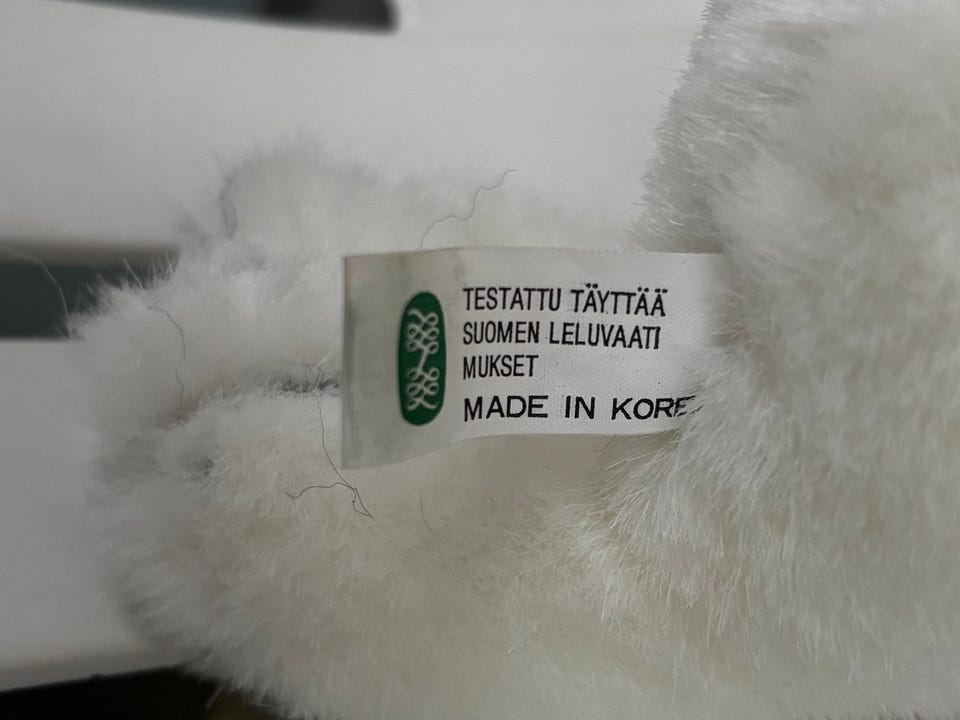 TESTATTU TÄYTTÄÄ
SUOMEN LELUVAATI
MUKSET
MADE IN KORE